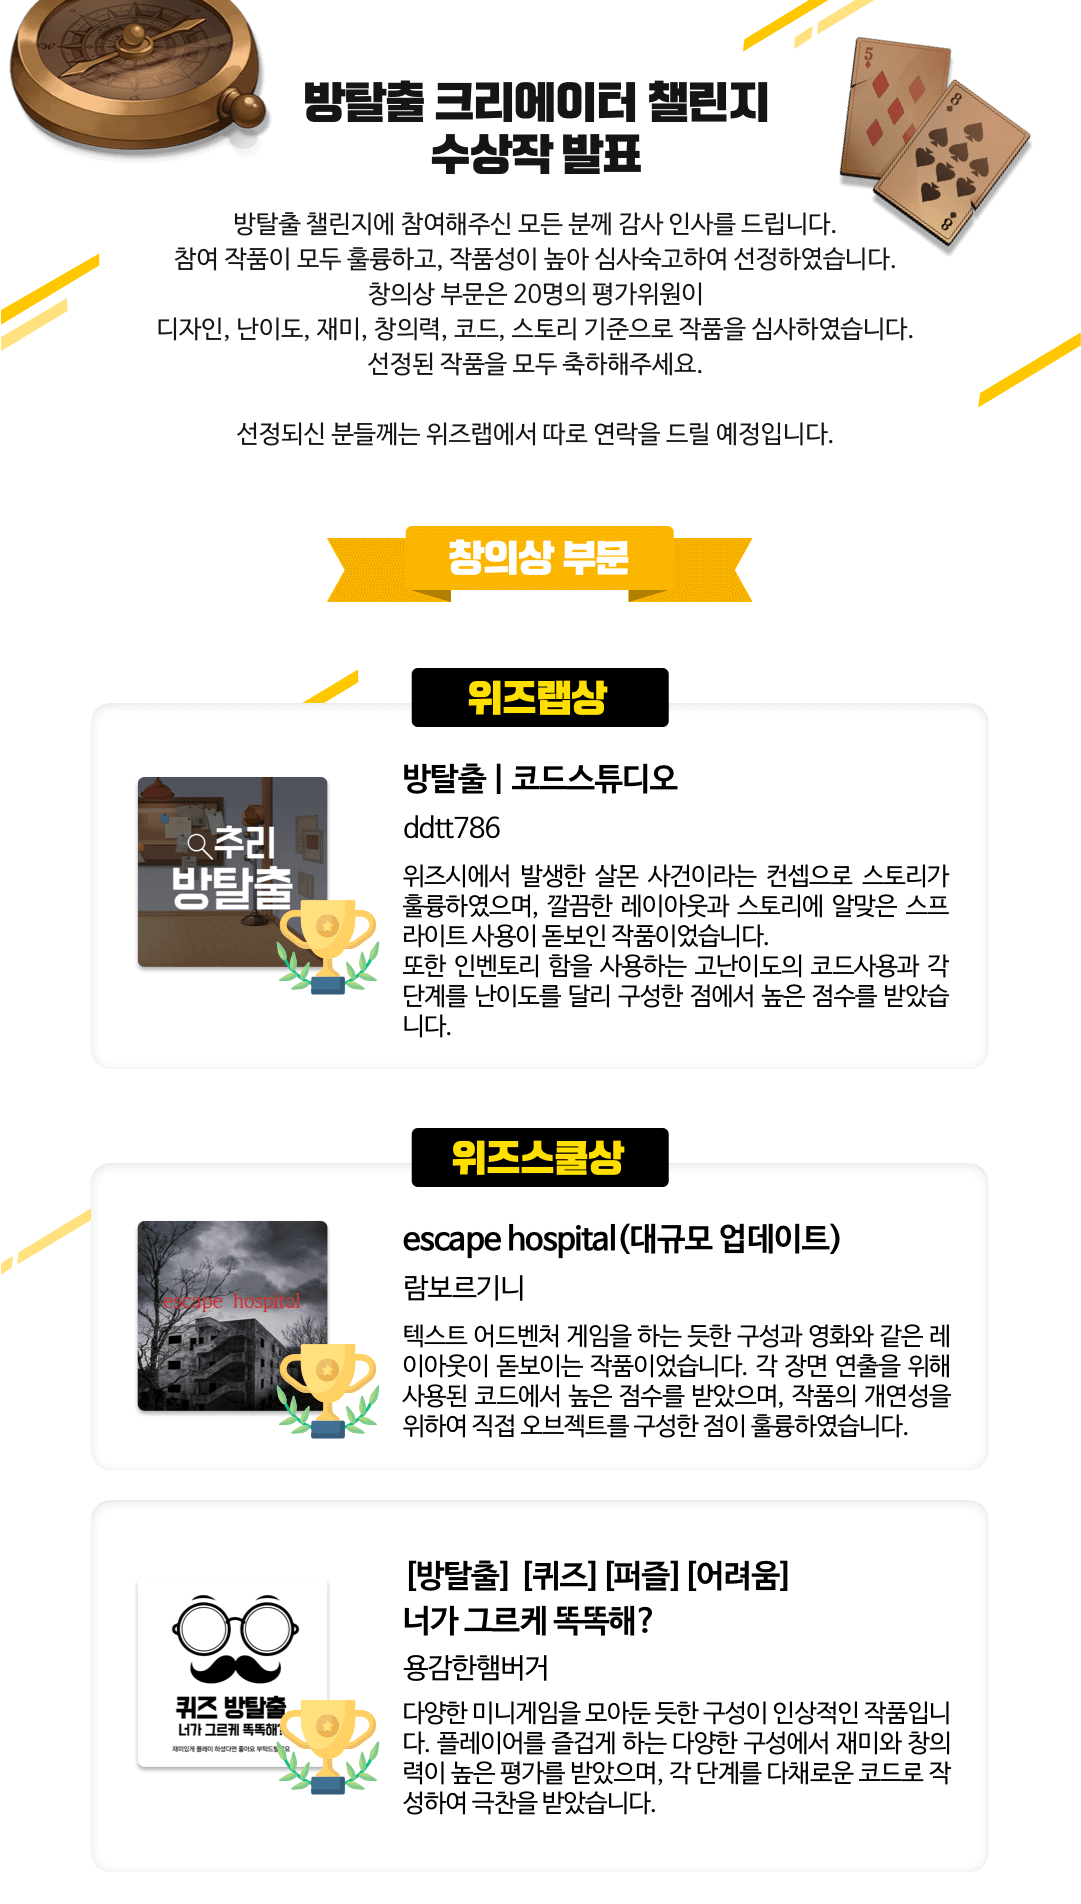 방탈출 크리에이터 챌린지
수상작 발표
방탈출 챌린지에 참여해주신 모든 분께 감사 인사를 드립니다.
참여 작품이 모두 훌륭하고, 작품성이 높아 심사숙고하여 선정하였습니다.
창의상 부문은 20명의 평가위원이
디자인, 난이도, 재미, 창의력, 코드, 스토리 기준으로 작품을 심사하였습니다.
선정된 작품을 모두 축하해주세요.
선정되신 분들께는 위즈랩에서 따로 연락을 드릴 예정입니다.
창의상 부문
위즈랩상
추리
방탈출
방탈출 | 코드스튜디오
ddtt786
위즈시에서 발생한 살몬 사건이라는 컨셉으로 스토리가
훌륭하였으며, 깔끔한 레이아웃과 스토리에 알맞은 스프
라이트 사용이 돋보인 작품이었습니다.
또한 인벤토리 함을 사용하는 고난이도의 코드사용과 각
단계를 난이도를 달리 구성한 점에서 높은 점수를 받았습
니다.
위즈스쿨상
escape hospital
escape hospital(대규모 업데이트)
람보르기니
텍스트 어드벤처 게임을 하는 듯한 구성과 영화와 같은 레
이아웃이 돋보이는 작품이었습니다. 각 장면 연출을 위해
사용된 코드에서 높은 점수를 받았으며, 작품의 개연성을
위하여 직접 오브젝트를 구성한 점이 훌륭하였습니다.
퀴즈 방탈출
너가 그르케 똑똑해?
재미있게 플레이 하셨다면 좋아요
[방탈출] [퀴즈] [퍼즐] [어려움]
너가 그르케 똑똑해?
용감한햄버거
다양한 미니게임을 모아둔 듯한 구성이 인상적인 작품입니
다. 플레이어를 즐겁게 하는 다양한 구성에서 재미와 창의
력이 높은 평가를 받았으며, 각 단계를 다채로운 코드로 작
성하여 극찬을 받았습니다.
5
8
8